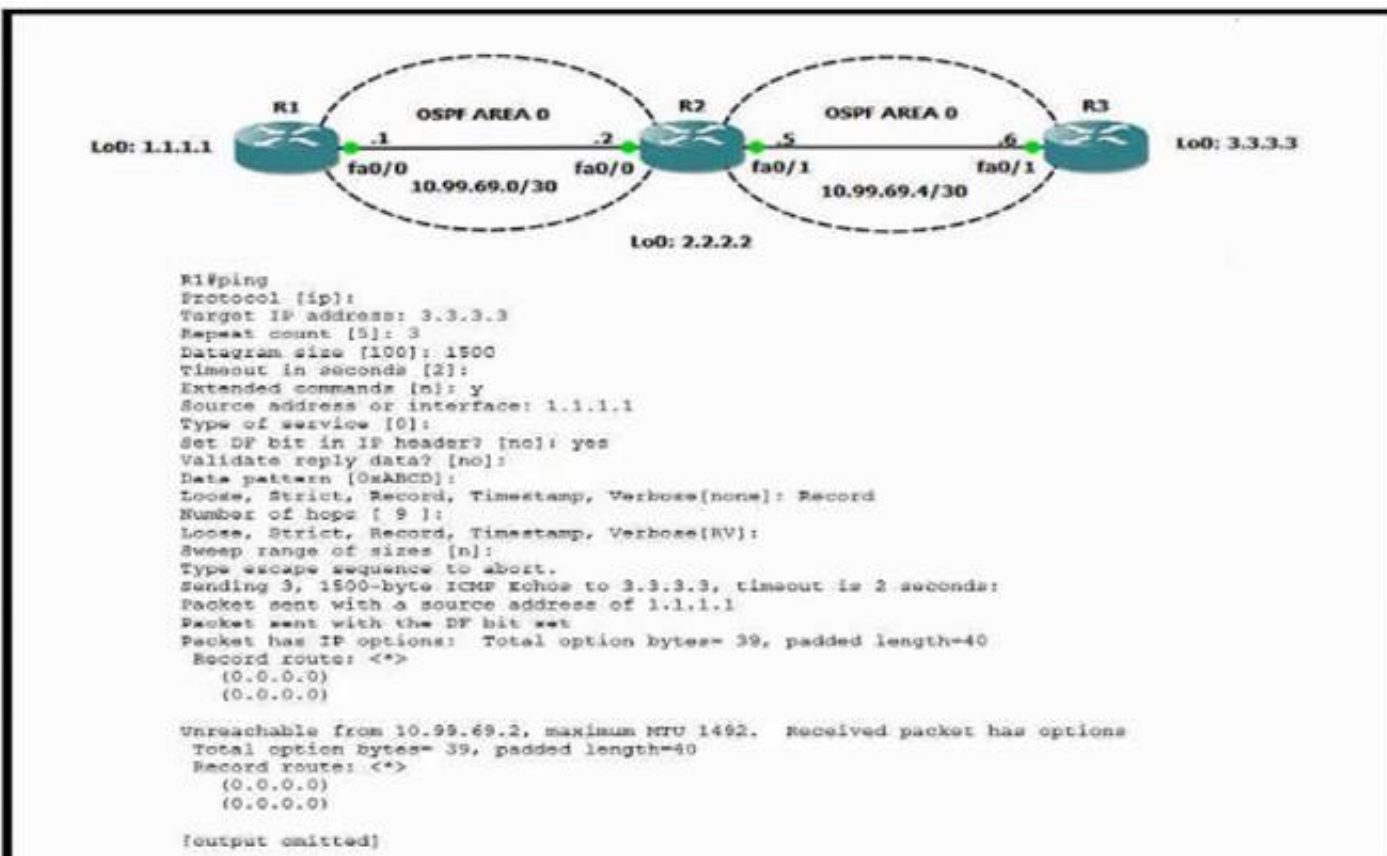 R1
OSPF AREA 0
R2
OSPF AREA 0
R3
Lo0: 1.1.1.1
.1
.2
.5
.6
Lo0: 3.3.3.3
fa0/0
fa0/0
fa0/1
fa0/1
10.99.69.0/30
10.99.69.4/30
Lo0: 2.2.2.2
R1#ping
Protocol [ip]:
Target IP address: 3.3.3.3
Repeat count [5]: 3
Datagram size [100]: 1500
Timeout in seconds [2]:
Extended commands [n]: y
Source address or interface: 1.1.1.1
Type of service [0]:
Set DF bit in IP header? [no]: yes
Validate reply data? [no]:
Data pattern [0xABCD]:
Loose, Strict, Record, Timestamp, Verbose[none]: Record
Number of hops [ 9 ]:
Loose, Strict, Record, Timestamp, Verbose[RV]:
Sweep range of sizes [n]:
Type escape sequence to abort.
Sending 3, 1500-byte ICMP Echos to 3.3.3.3, timeout is 2 seconds:
Packet sent with a source address of 1.1.1.1
Packet sent with the DF bit set
Packet has IP options: Total option bytes= 39, padded length=40
Record route: <*>
(0.0.0.0)
(0.0.0.0)
Unreachable from 10.99.69.2, maximum MTU 1492. Received packet has options
Total option bytes= 39, padded length=40
Record route: <*>
(0.0.0.0)
(0.0.0.0)
[output omitted]